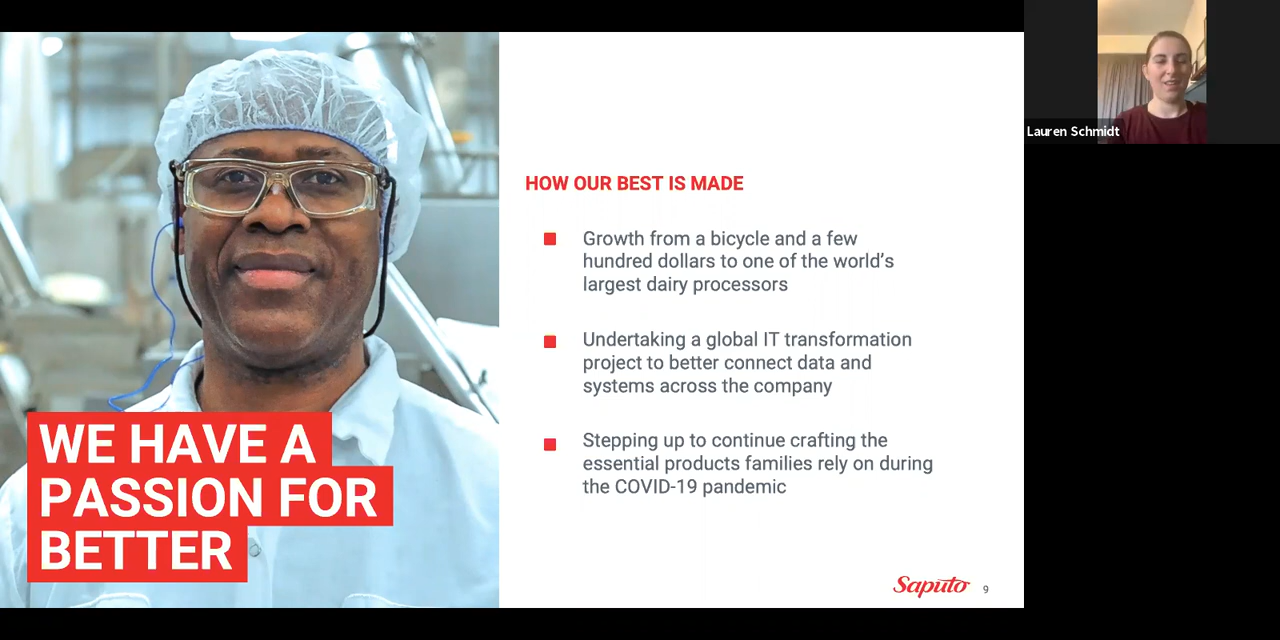 Lauren Schmidt
HOW OUR BEST IS MADE
Growth from a bicycle and a few
hundred dollars to one of the world's
largest dairy processors
Undertaking a global IT transformation
project to better connect data and
systems across the company
Stepping up to continue crafting the
essential products families rely on during
the COVID-19 pandemic
WE HAVE A
PASSION FOR
BETTER
Saputo
9